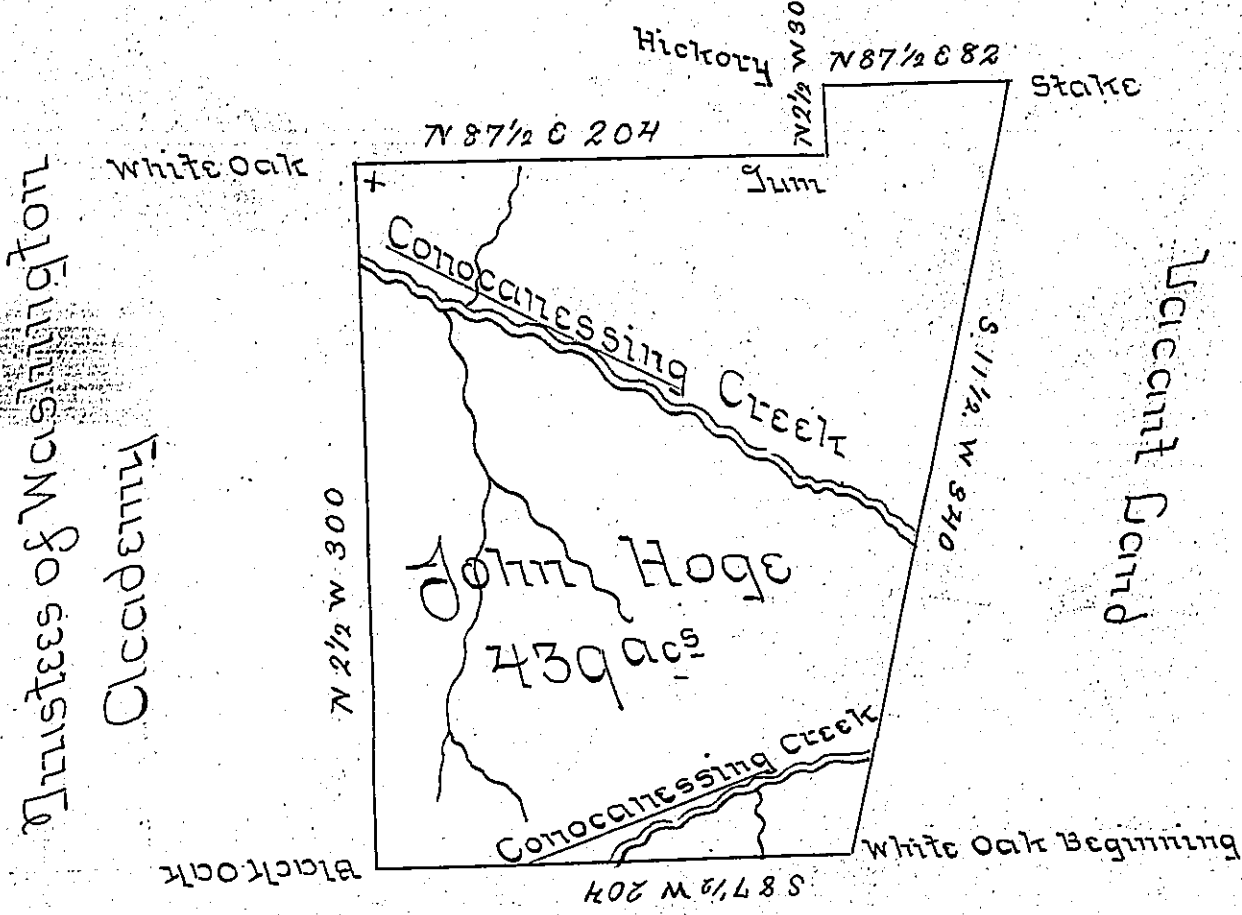 Hickory
N 2½ W 30
N 87½ E 82
Stake
N 87½ E 204
White Oak
Gum
Conocanessing Creek
Trustees of Washington
Academy
Vacant Land
S. 11½. W 340
N 2½ W 300
John Hoge
439 acs
Conocanessing Creek
White Oak Beginning
Black Oak
S 87½ W 204